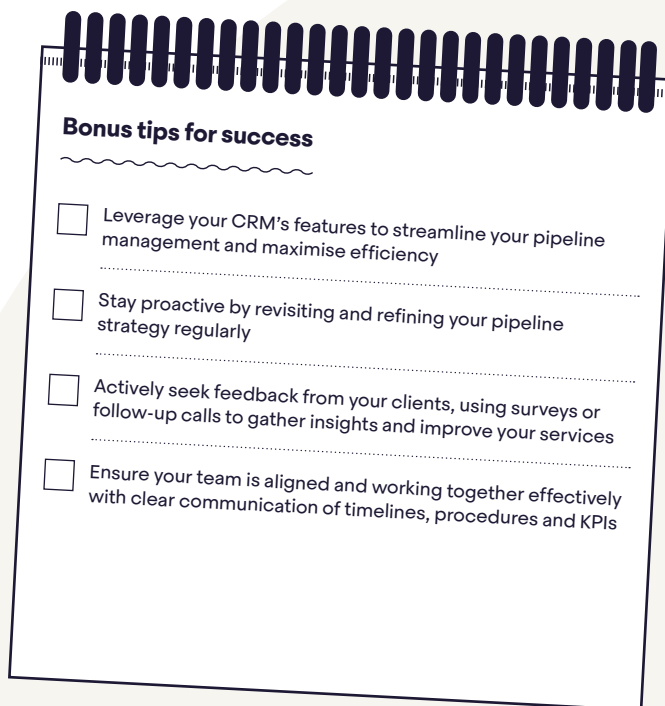 Bonus tips for success
Leverage your CRM's features to streamline your pipeline
management and maximise efficiency
Stay proactive by revisiting and refining your pipeline
strategy regularly
Actively seek feedback from your clients, using surveys or
follow-up calls to gather insights and improve your services
Ensure your team is aligned and working together effectively
with clear communication of timelines, procedures and KPIs